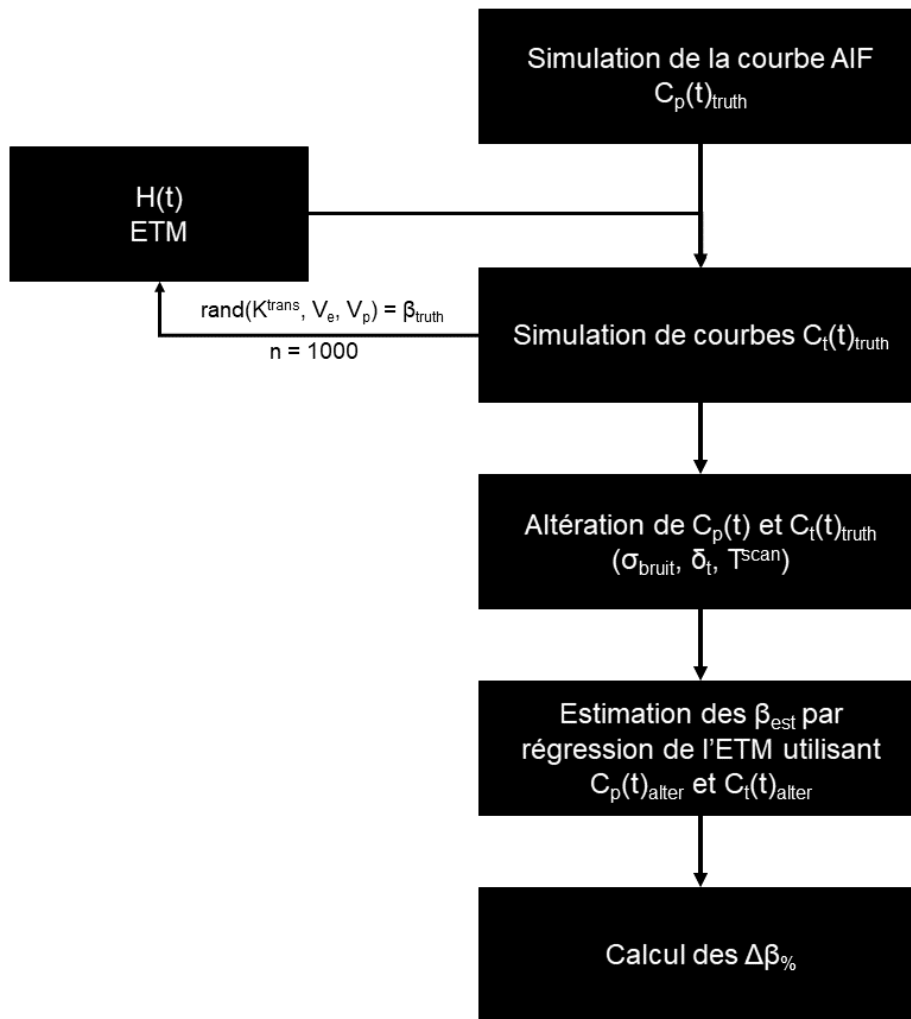 Simulation de la courbe AIF
Cp(t)truth
H(t)
ETM
rand(Ktrans, Ve, Vp) = βtruth
n = 1000
Simulation de courbes Ct(t)truth
Altération de Cp(t) et Ct(t)truth
(σbruit, δt, Tscan)
Estimation des βest par
régression de l'ETM utilisant
Cp(t)alter et Ct(t)alter
Calcul des Δβ%